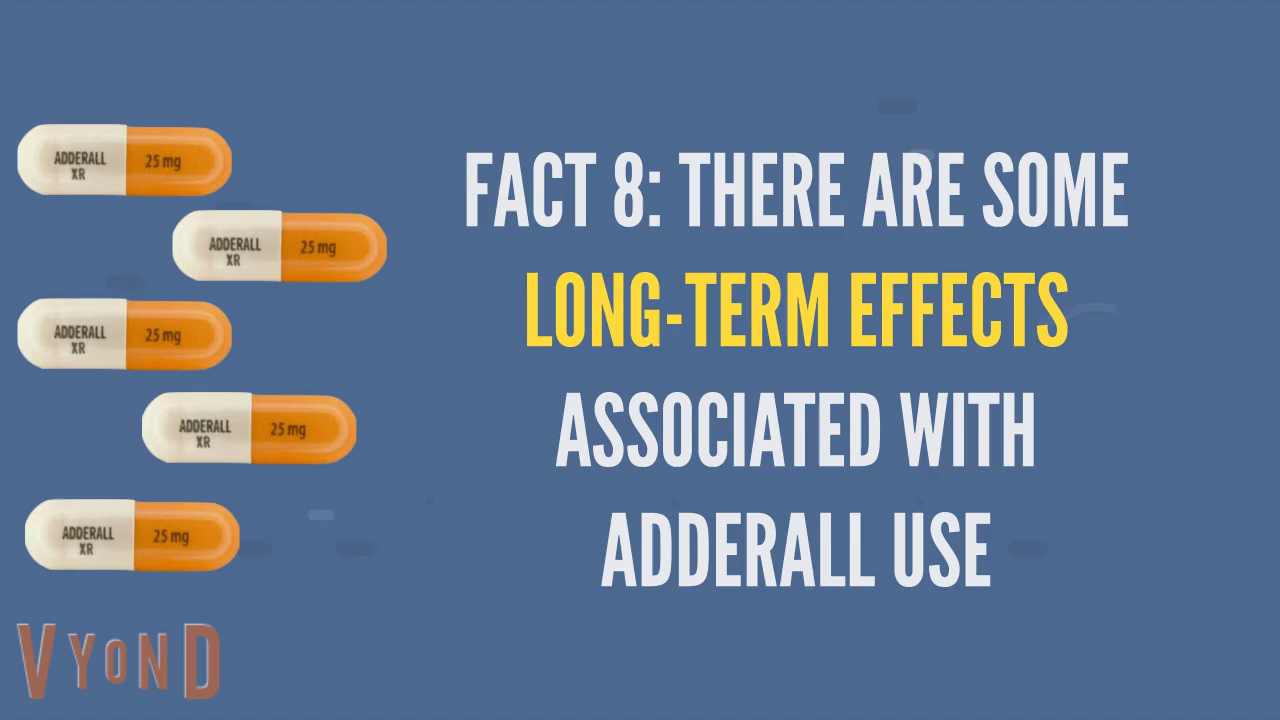 ADDERALL
XR
25 mg
ADDERALL
XR
25 mg
ADDERALL
XR
25 mg
ADDERALL
XR
25 mg
ADDERALL
XR
25 mg
FACT 8: THERE ARE SOME
LONG-TERM EFFECTS
ASSOCIATED WITH
ADDERALL USE
VYOND